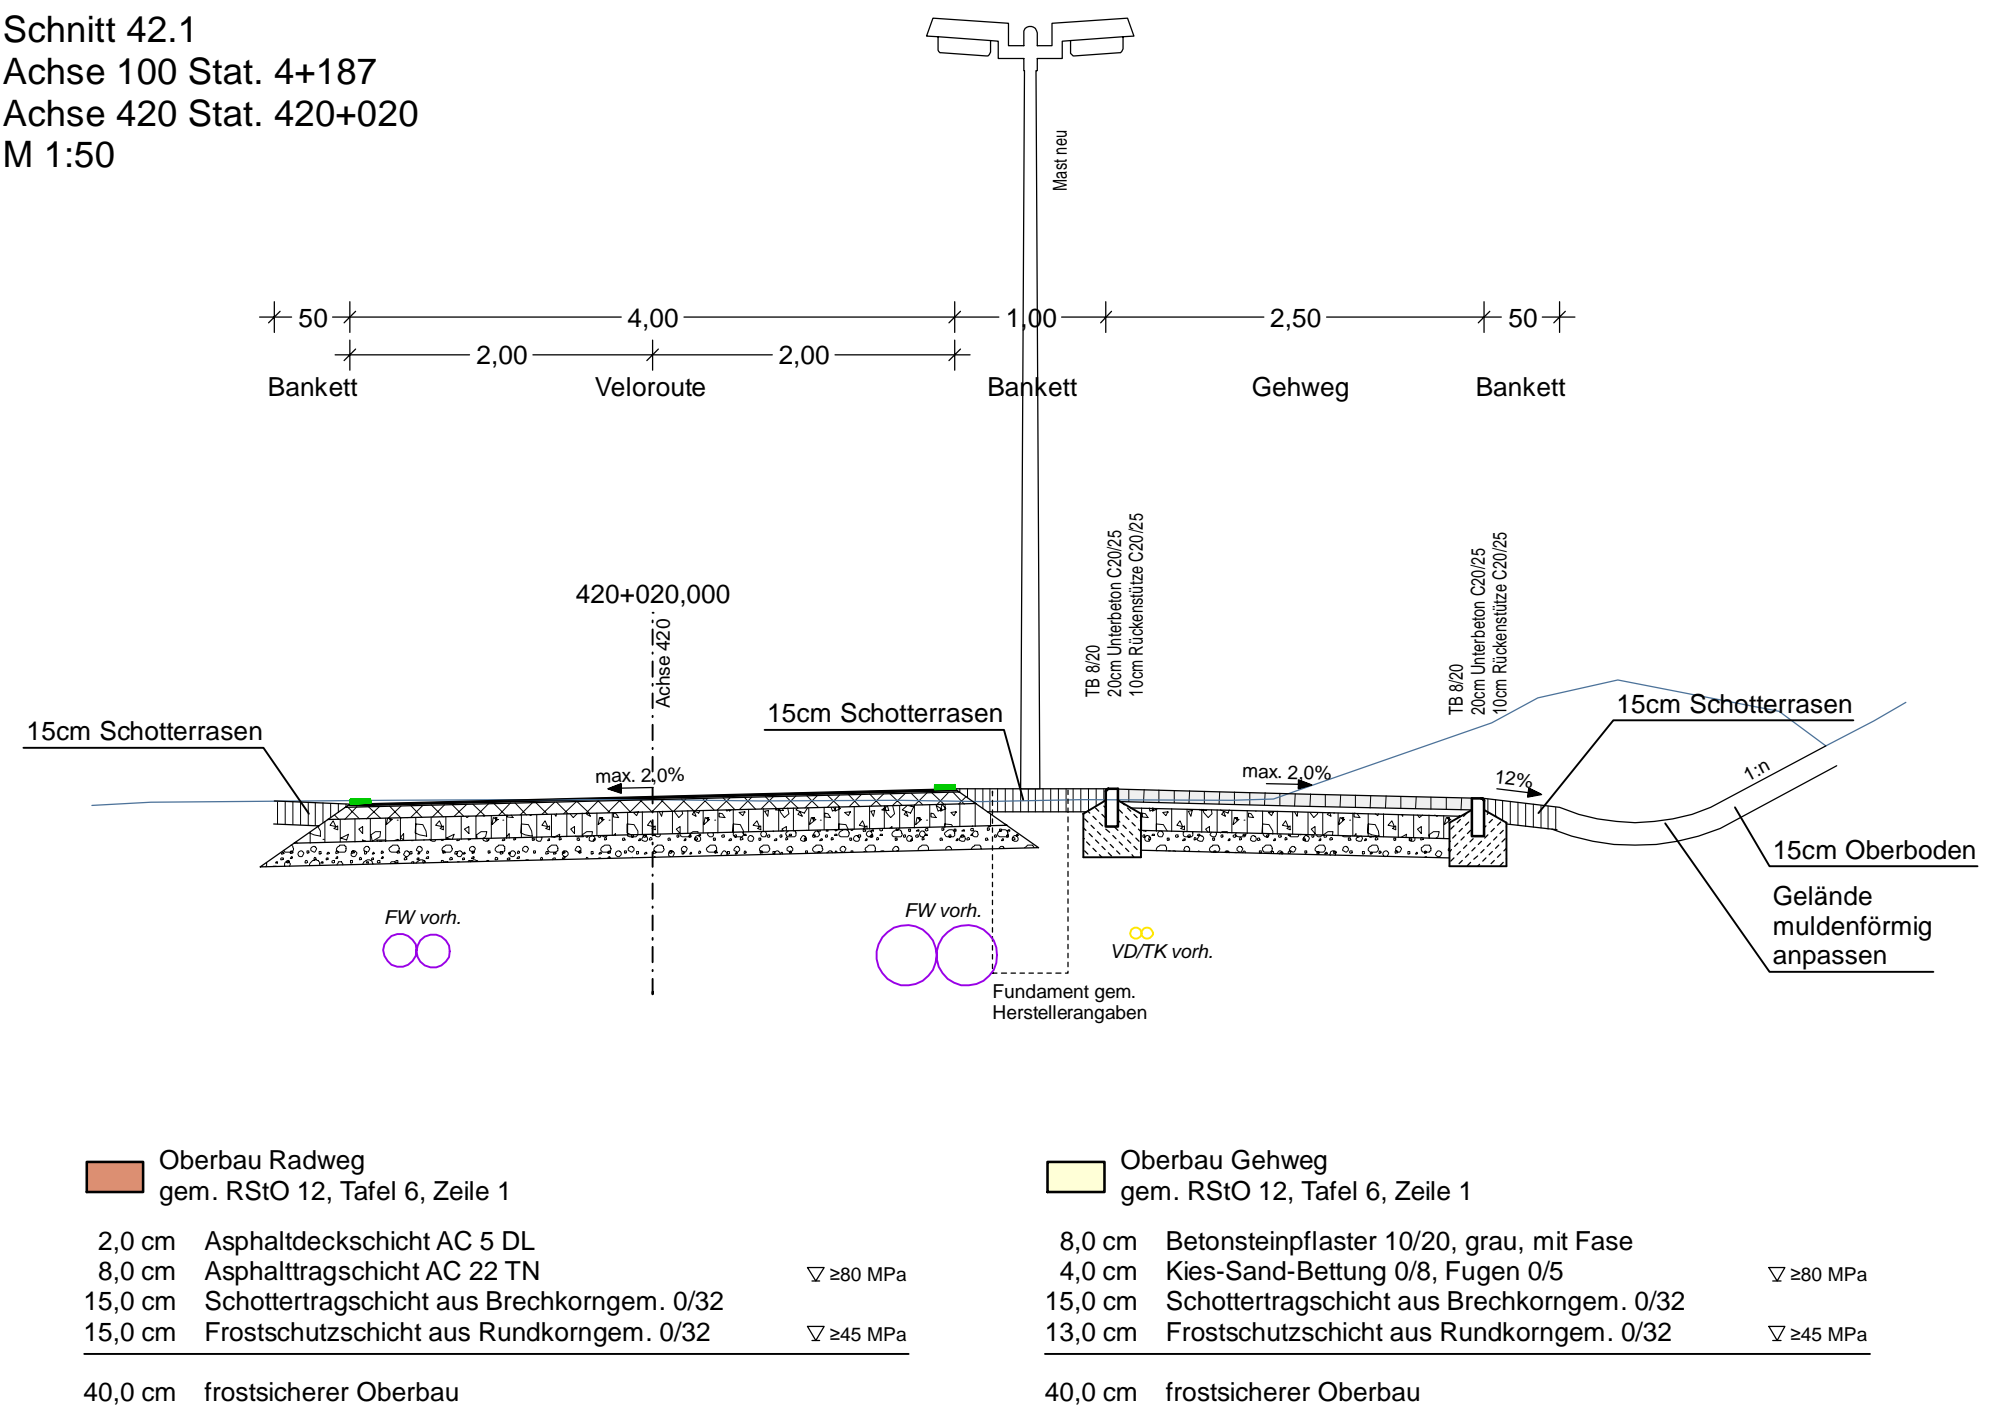 Schnitt 42.1
Achse 100 Stat. 4+187
Achse 420 Stat. 420+020
M 1:50
Mast neu
50
4,00
1,00
2,50
50
2,00
2,00
Bankett
Veloroute
Bankett
Gehweg
Bankett
TB 8/20
20cm Unterbeton C20/25
10cm Rückenstütze C20/25
TB 8/20
20cm Unterbeton C20/25
10cm Rückenstütze C20/25
420+020,000
Achse 420
15cm Schotterrasen
15cm Schotterrasen
15cm Schotterrasen
max. 2,0%
max. 2,0%
12%
1:n
15cm Oberboden
Gelände
muldenförmig
anpassen
FW vorh.
FW vorh.
VD/TK vorh.
Fundament gem.
Herstellerangaben
Oberbau Radweg
gem. RStO 12, Tafel 6, Zeile 1
2,0 cm Asphaltdeckschicht AC 5 DL
8,0 cm Asphalttragschicht AC 22 TN ≥80 MPa
15,0 cm Schottertragschicht aus Brechkorngem. 0/32
15,0 cm Frostschutzschicht aus Rundkorngem. 0/32 ≥45 MPa
40,0 cm frostsicherer Oberbau
Oberbau Gehweg
gem. RStO 12, Tafel 6, Zeile 1
8,0 cm Betonsteinpflaster 10/20, grau, mit Fase
4,0 cm Kies-Sand-Bettung 0/8, Fugen 0/5 ≥80 MPa
15,0 cm Schottertragschicht aus Brechkorngem. 0/32
13,0 cm Frostschutzschicht aus Rundkorngem. 0/32 ≥45 MPa
40,0 cm frostsicherer Oberbau